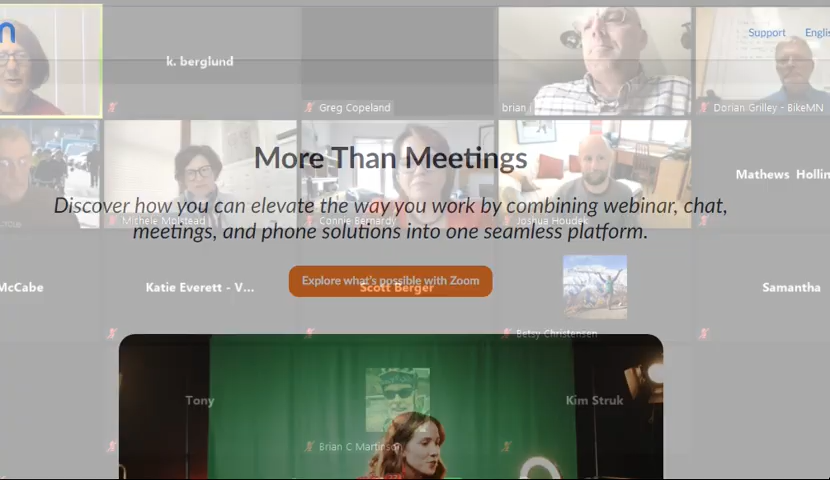 k. berglund
Support Englis
Greg Copeland
brian
Dorian Grilley - BikeMN
More Than Meetings
Mathews Hollin
Discover how you can elevate the way you work by combining webinar, chat,
Michele Molstead
Connie Bernardy
Joshua Houdek
meetings, and phone solutions into one seamless platform.
McCabe
Katie Everett - V...
Explore what's possible with Zoom
Scott Berger
Samantha
Betsy Christensen
Tony
Kim Struk
Brian C Martinson